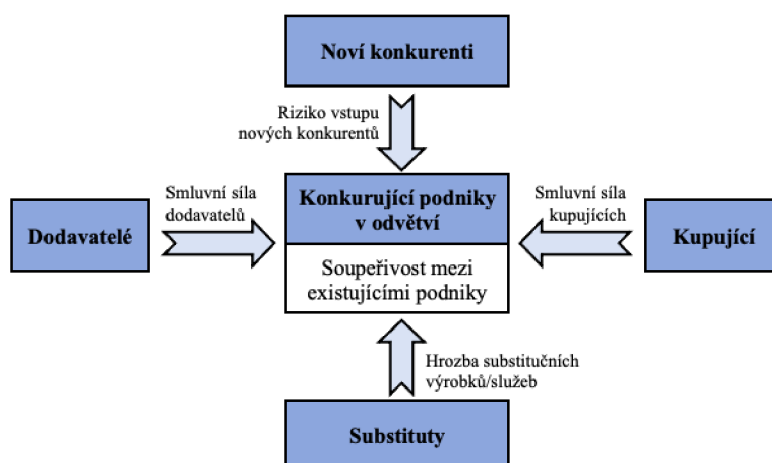 Noví konkurenti
Riziko vstupu
nových konkurentů
Smluvní síla
dodavatelů
Konkurující podniky
v odvětví
Smluvní síla
kupujících
Dodavatelé
Kupující
Soupeřivost mezi
existujícími podniky
Hrozba substitučních
výrobků/služeb
Substituty